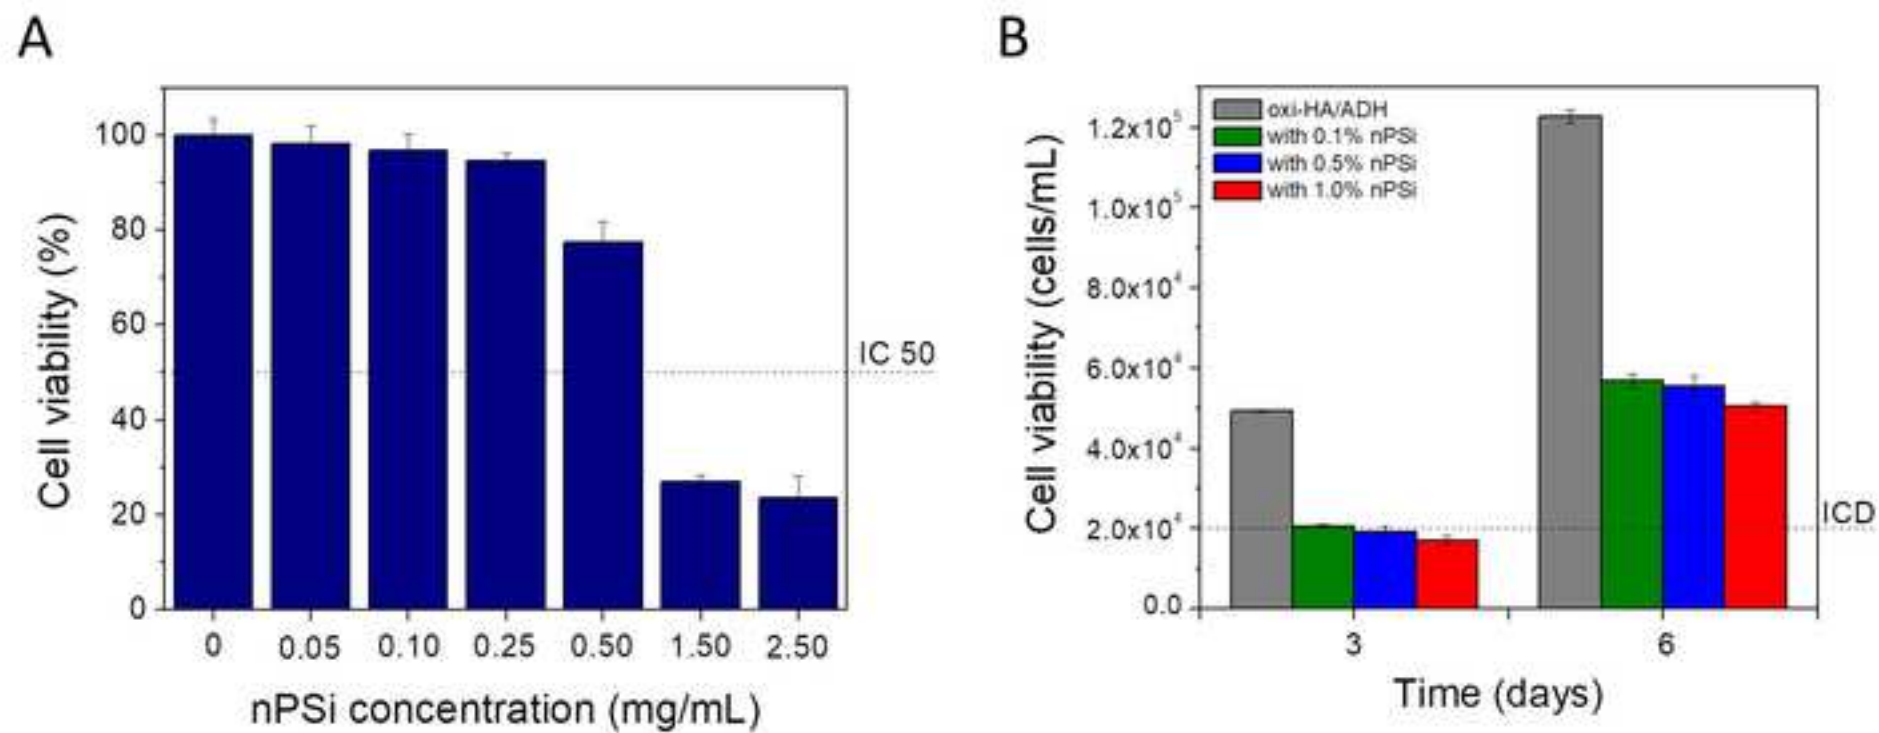 A
B
Cell viability (%)
100
80
60
40
20
0
IC 50
0 0.05 0.10 0.25 0.50 1.50 2.50
nPSi concentration (mg/mL)
Cell viability (cells/mL)
oxi-HA/ADH
with 0.1% nPSi
with 0.5% nPSi
with 1.0% nPSi
1.2x10⁵
1.0x10⁵
8.0x10⁴
6.0x10⁴
4.0x10⁴
2.0x10⁴
0.0
ICD
3 6
Time (days)